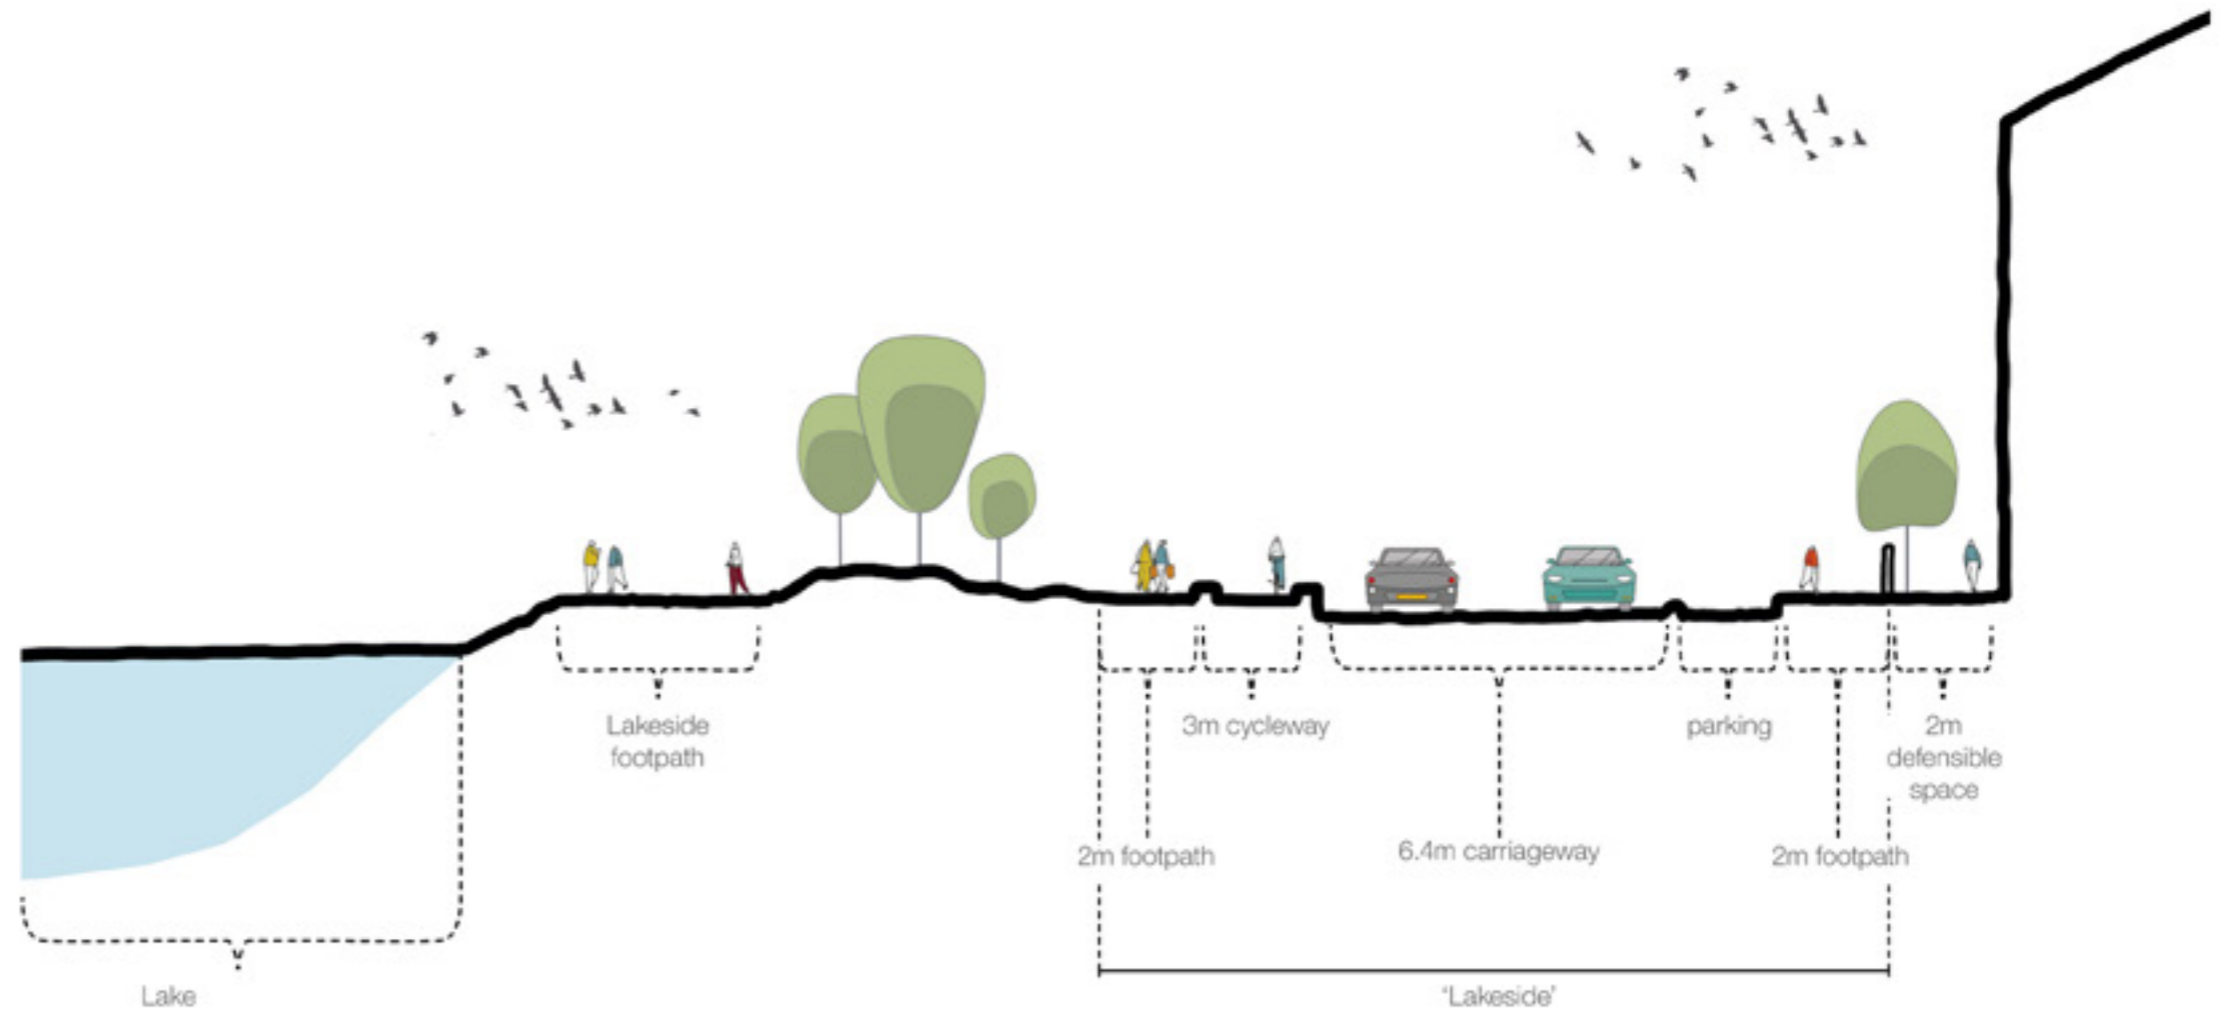 Lakeside
footpath
3m cycleway
parking
2m
defensible
space
2m footpath
6.4m carriageway
2m footpath
Lake
'Lakeside'